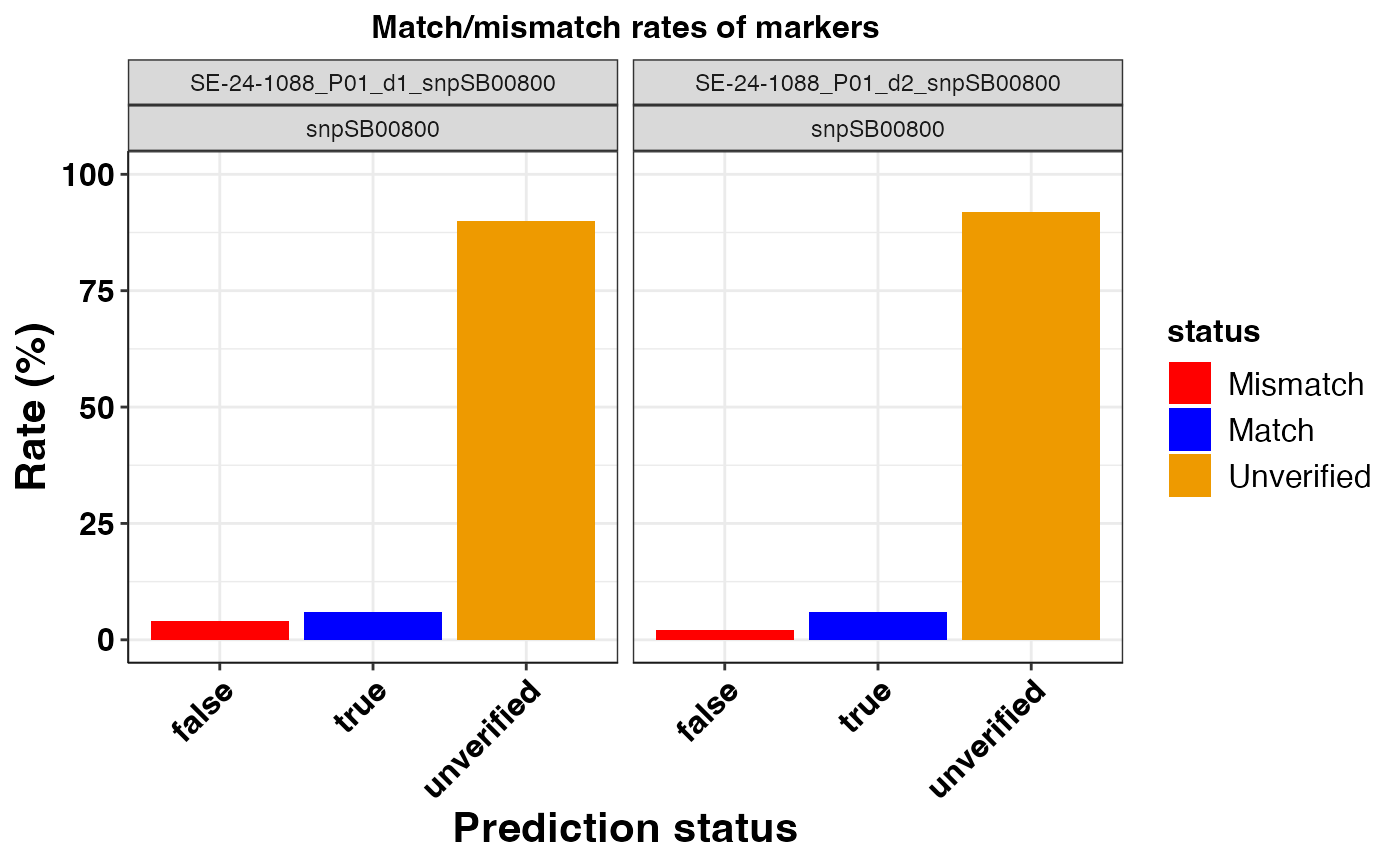 Match/mismatch rates of markers
SE-24-1088_P01_d1_snpSB00800
SE-24-1088_P01_d2_snpSB00800
snpSB00800
snpSB00800
100
75
50
25
0
Rate (%)
false
true
unverified
false
true
unverified
Prediction status
status
Mismatch
Match
Unverified